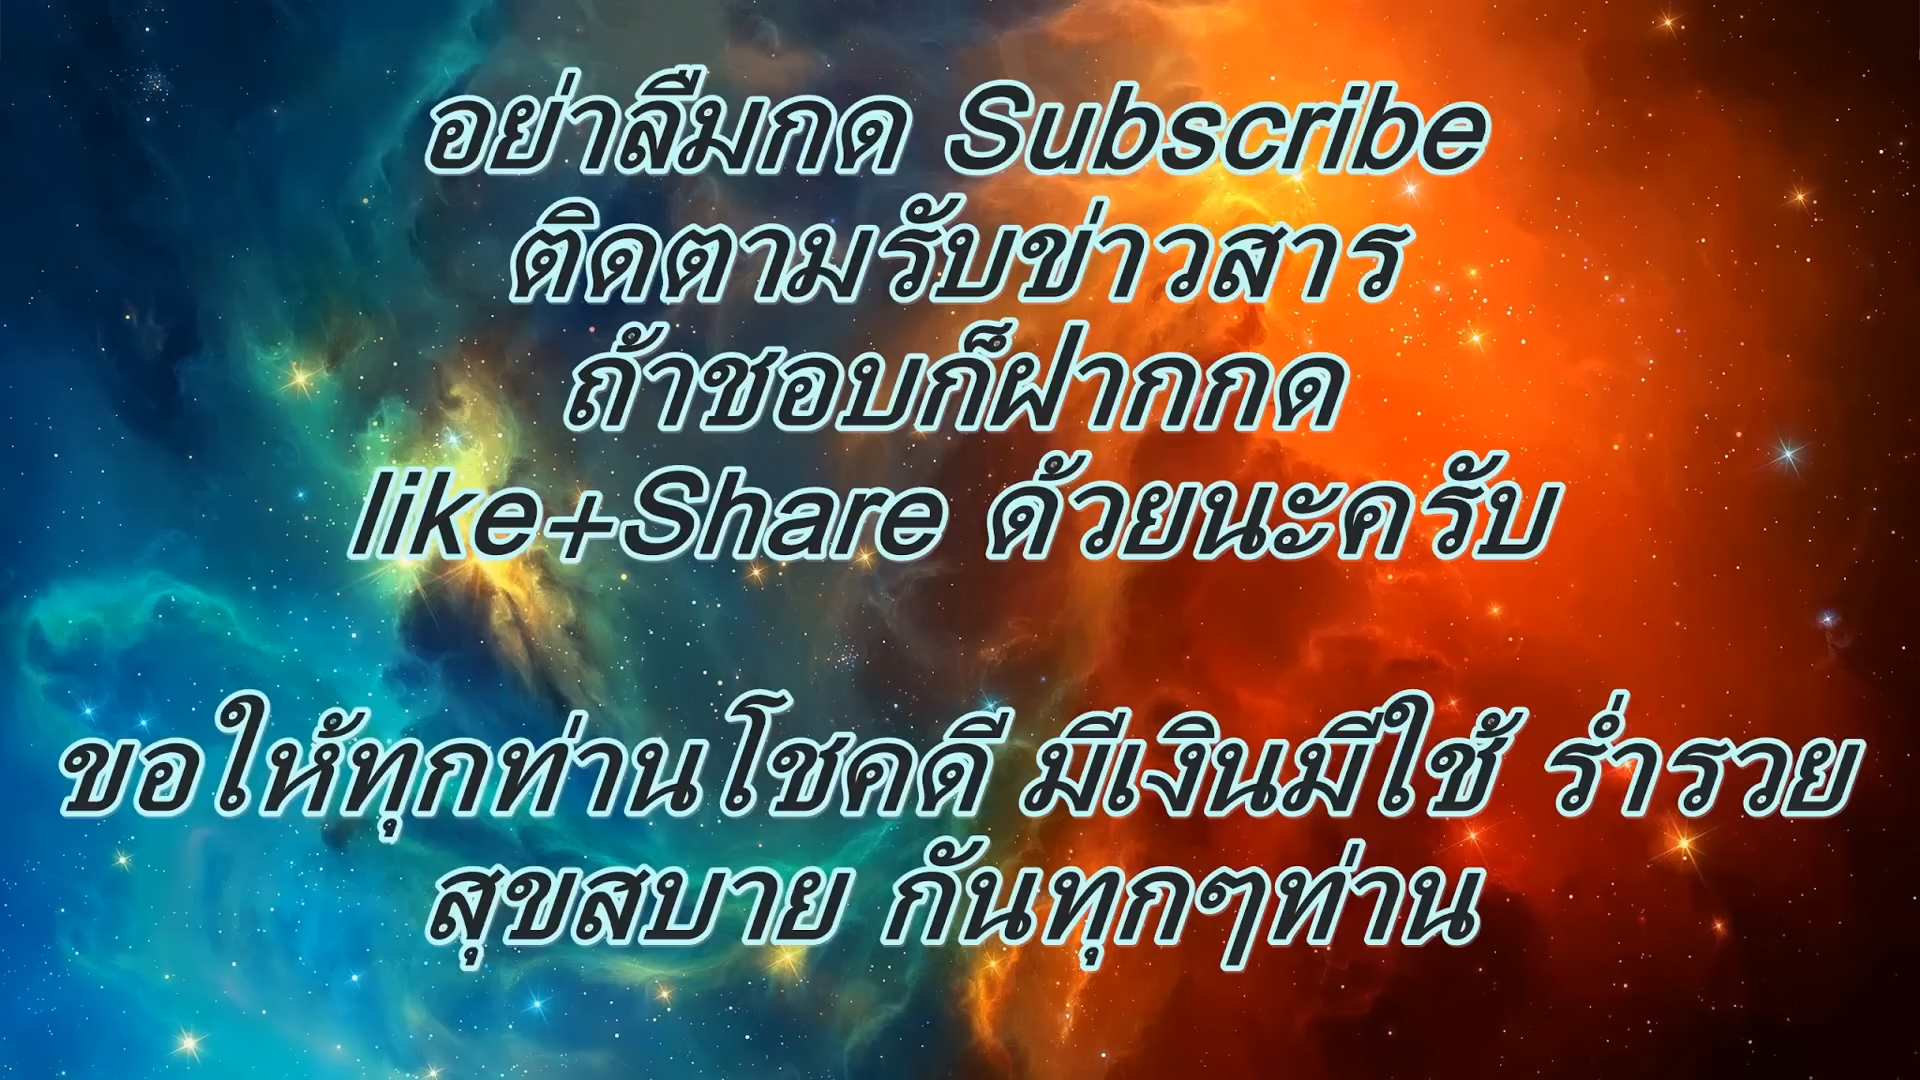 อย่าลืมกด Subscribe
ติดตามรับข่าวสาร
ถ้าชอบก็ฝากกด
like+Share ด้วยนะครับ
ขอให้ทุกท่านโชคดี มีเงินมีใช้ ร่ำรวย
สุขสบาย กันทุกๆท่าน